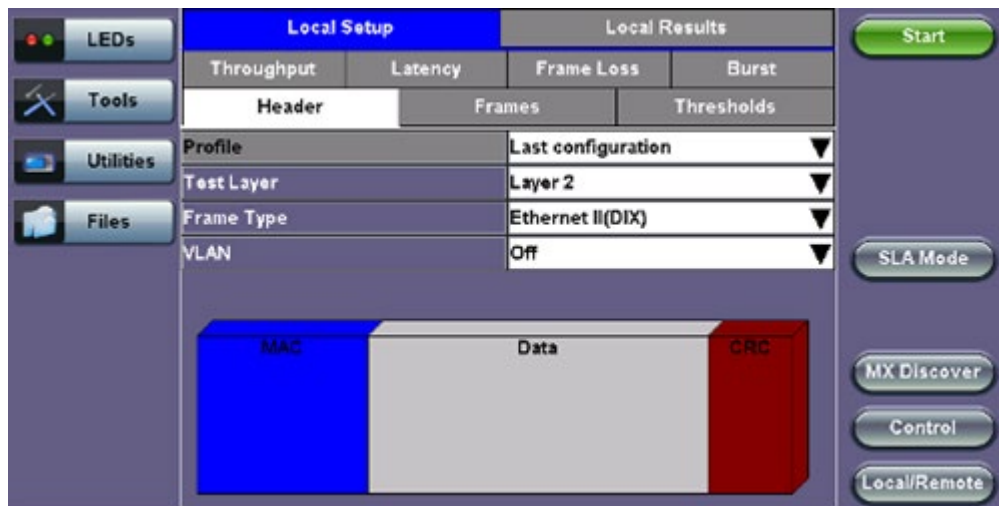 LEDs
Tools
Utilities
Files
Local Setup
Local Results
Throughput
Latency
Frame Loss
Burst
Header
Frames
Thresholds
Profile
Last configuration
Test Layer
Layer 2
Frame Type
Ethernet II(DIX)
VLAN
Off
MAC
Data
CRC
Start
SLA Mode
MX Discover
Control
Local/Remote